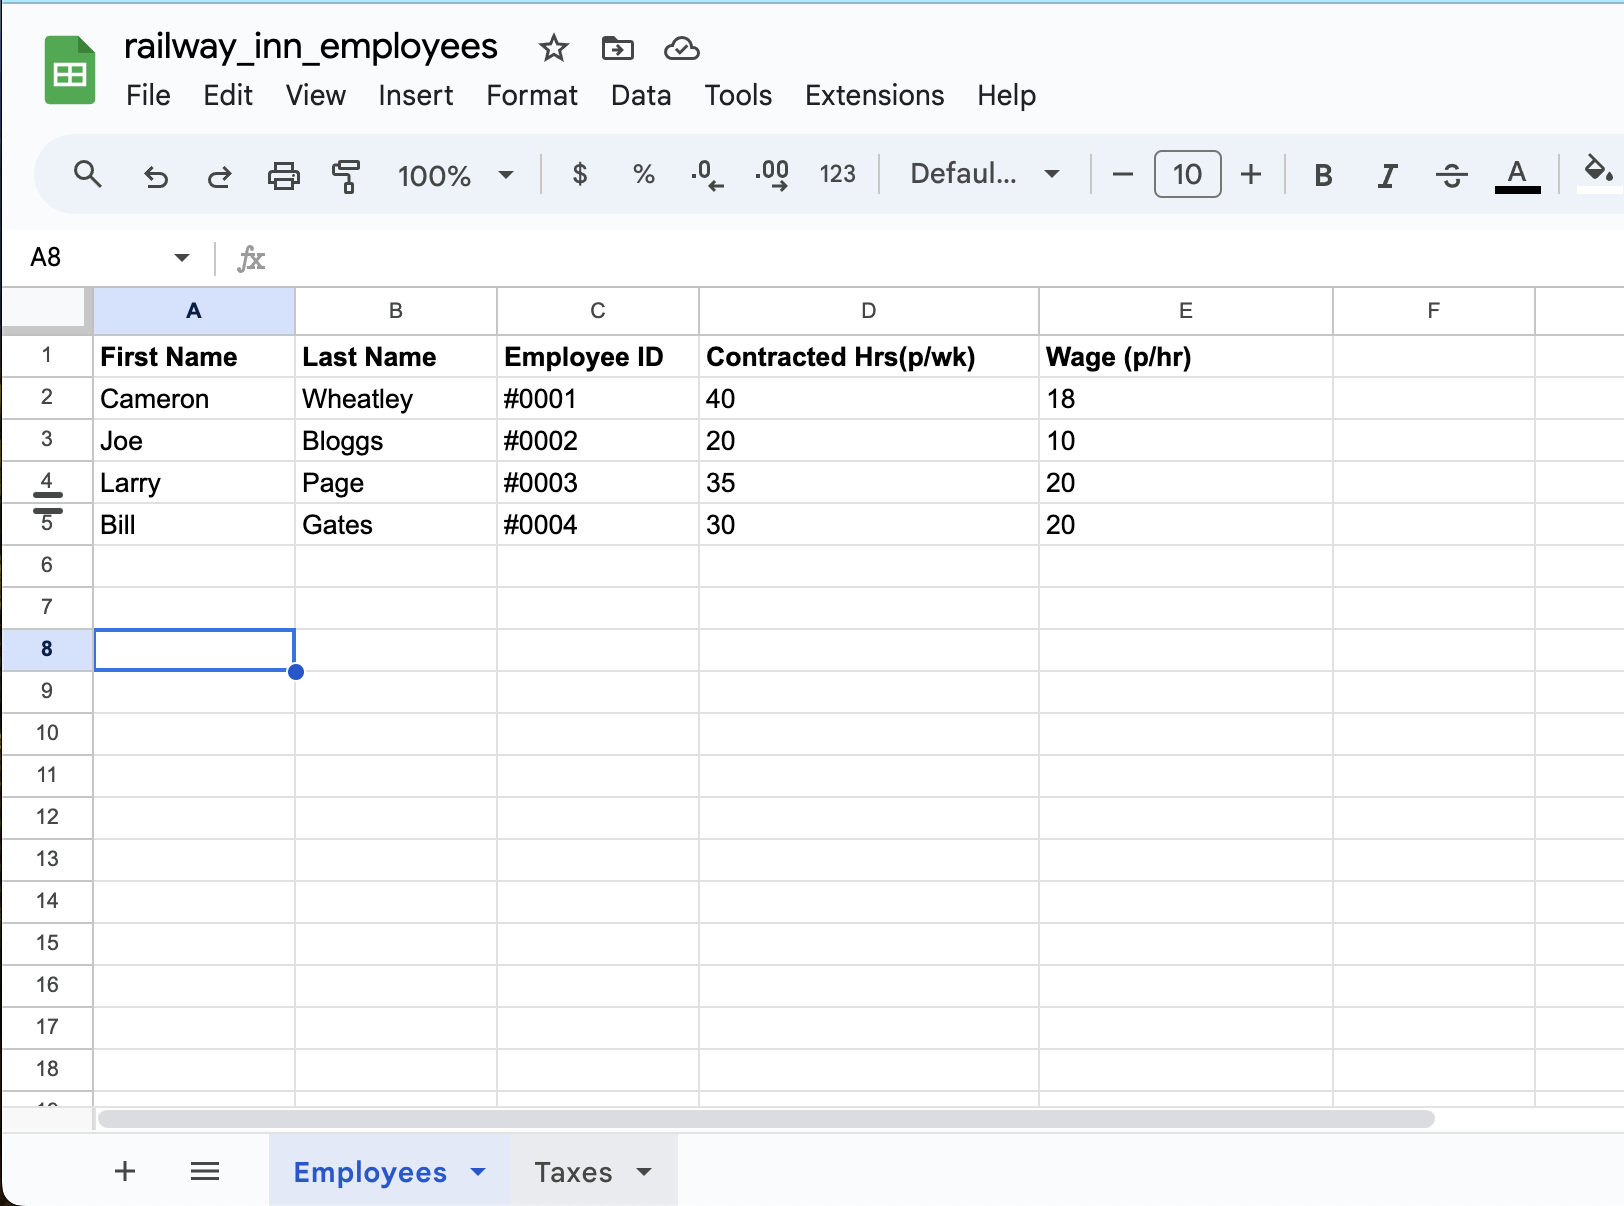 railway_inn_employees
File Edit View Insert Format Data Tools Extensions Help
100% $ % .0 .00 123 Defaul... 10 B I S A
A8 fx
A B C D E F
1 First Name Last Name Employee ID Contracted Hrs(p/wk) Wage (p/hr)
2 Cameron Wheatley #0001 40 18
3 Joe Bloggs #0002 20 10
4 Larry Page #0003 35 20
5 Bill Gates #0004 30 20
6
7
8
9
10
11
12
13
14
15
16
17
18
Employees Taxes